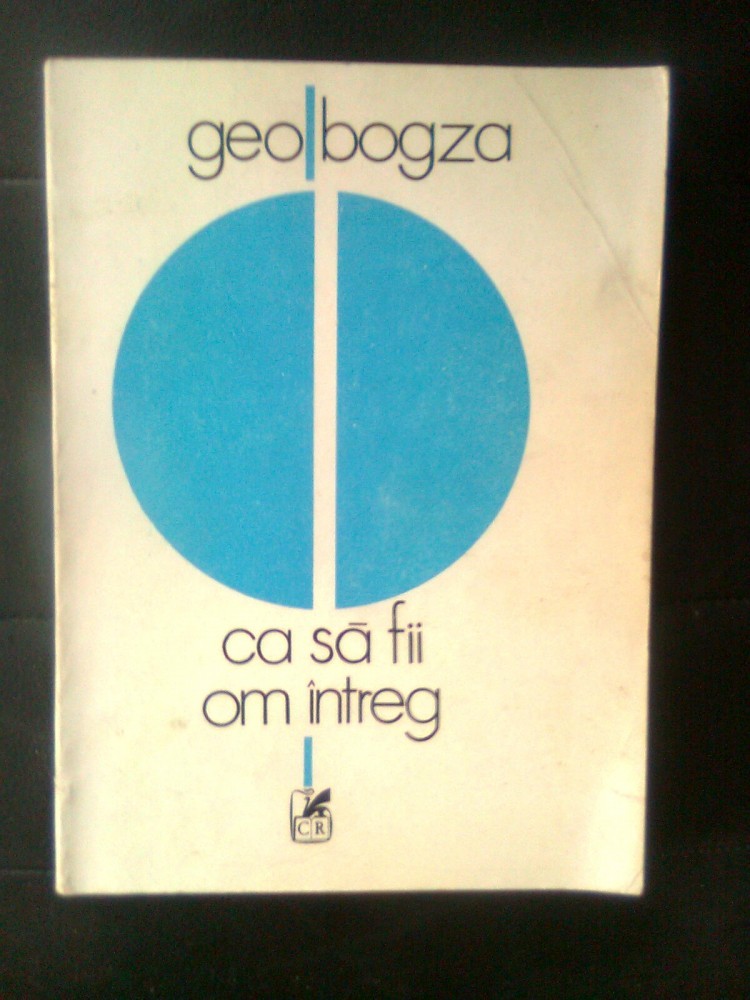 geo bogza
ca să fii
om întreg
CR